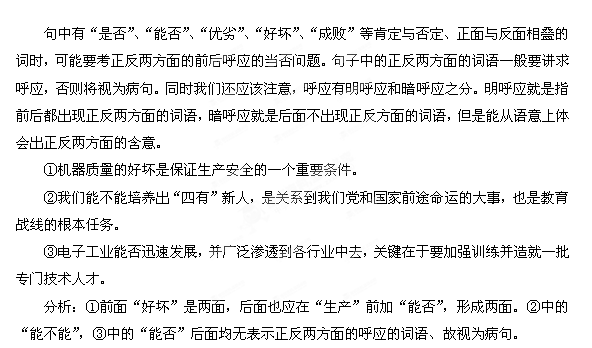 句中有“是否”、“能否”、“优劣”、“好坏”、“成败”等肯定与否定、正面与反面相叠的
词时，可能要考正反两方面的前后呼应的当否问题。句子中的正反两方面的词语一般要讲求
呼应，否则将视为病句。同时我们还应该注意，呼应有明呼应和暗呼应之分。明呼应就是指
前后都出现正反两方面的词语，暗呼应就是后面不出现正反方面的词语，但是能从语意上体
会出正反两方面的含意。
①机器质量的好坏是保证生产安全的一个重要条件。
②我们能不能培养出“四有”新人，是关系到我们党和国家前途命运的大事，也是教育
战线的根本任务。
③电子工业能否迅速发展，并广泛渗透到各行业中去，关键在于要加强训练并造就一批
专门技术人才。
分析：①前面“好坏”是两面，后面也应在“生产”前加“能否”，形成两面。②中的
“能不能”，③中的“能否”后面均无表示正反两方面的呼应的词语、故视为病句。